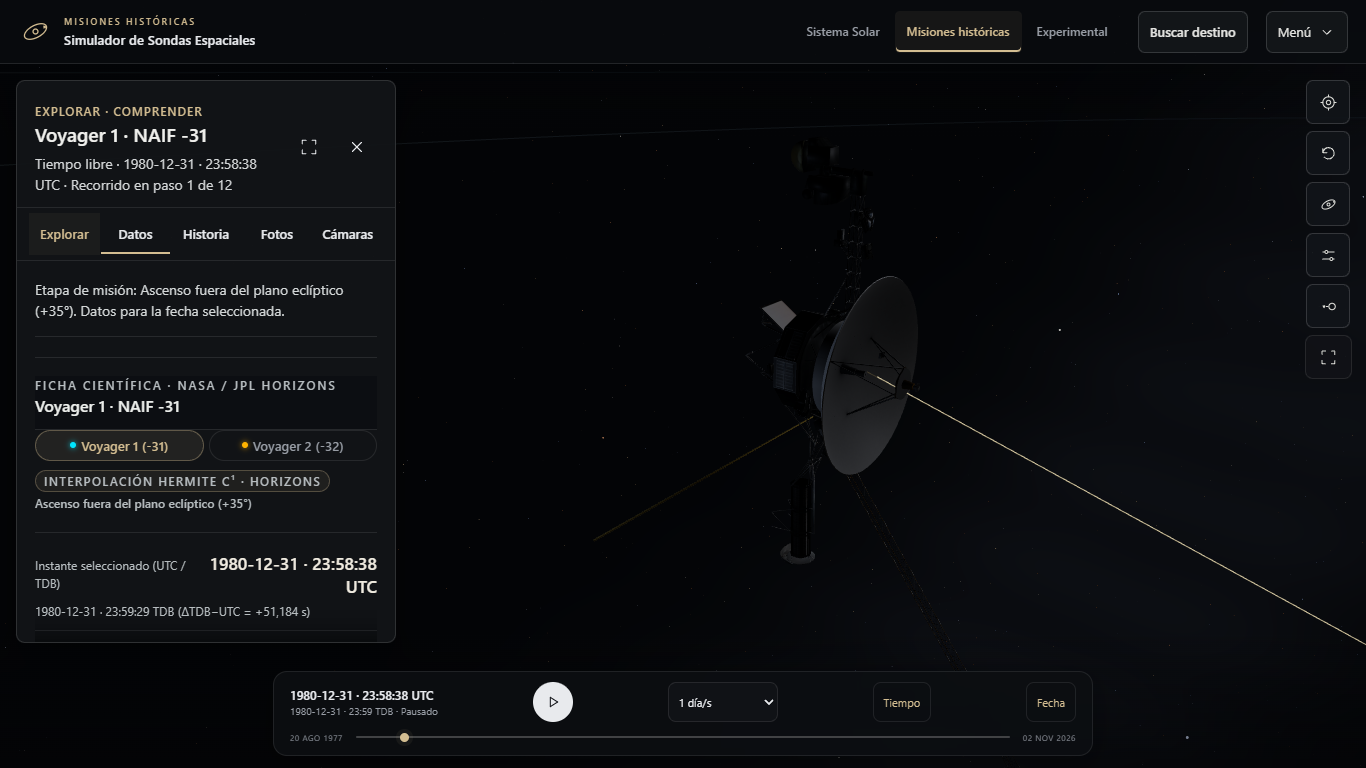 MISIONES HISTÓRICAS
Simulador de Sondas Espaciales
Sistema Solar
Misiones históricas
Experimental
Buscar destino
Menú
EXPLORAR · COMPRENDER
Voyager 1 · NAIF -31
Tiempo libre · 1980-12-31 · 23:58:38
UTC · Recorrido en paso 1 de 12
Explorar
Datos
Historia
Fotos
Cámaras
Etapa de misión: Ascenso fuera del plano eclíptico
(+35°). Datos para la fecha seleccionada.
FICHA CIENTÍFICA · NASA / JPL HORIZONS
Voyager 1 · NAIF -31
Voyager 1 (-31)
Voyager 2 (-32)
INTERPOLACIÓN HERMITE C¹ · HORIZONS
Ascenso fuera del plano eclíptico (+35°)
Instante seleccionado (UTC /
TDB)
1980-12-31 · 23:58:38
UTC
1980-12-31 · 23:59:29 TDB (ΔTDB−UTC = +51,184 s)
1980-12-31 · 23:58:38 UTC
1980-12-31 · 23:59 TDB · Pausado
1 día/s
Tiempo
Fecha
20 AGO 1977
02 NOV 2026